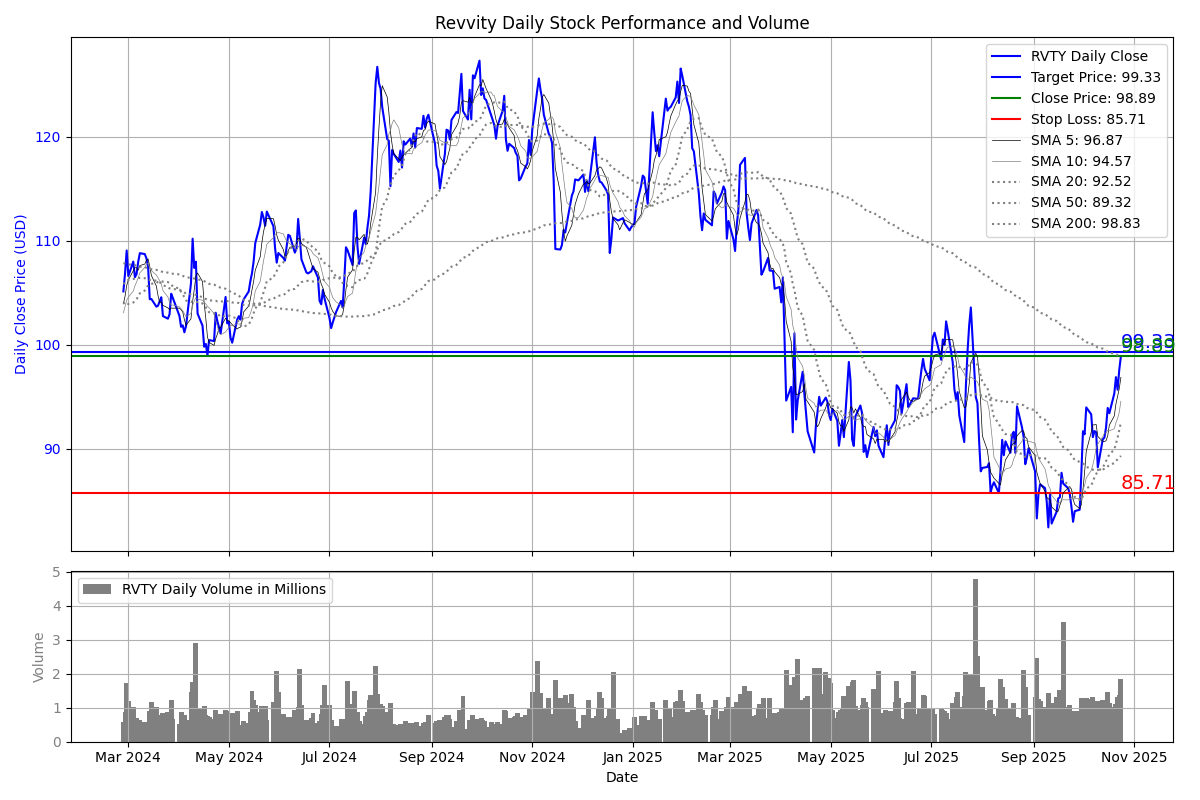 Revvity Daily Stock Performance and Volume
Daily Close Price (USD)
120
110
100
90
RVTY Daily Close
Target Price: 99.33
Close Price: 98.89
Stop Loss: 85.71
SMA 5: 96.87
SMA 10: 94.57
SMA 20: 92.52
SMA 50: 89.32
SMA 200: 98.83
99.33
98.89
85.71
Volume
5
4
3
2
1
0
RVTY Daily Volume in Millions
Mar 2024 May 2024 Jul 2024 Sep 2024 Nov 2024 Jan 2025 Mar 2025 May 2025 Jul 2025 Sep 2025 Nov 2025
Date